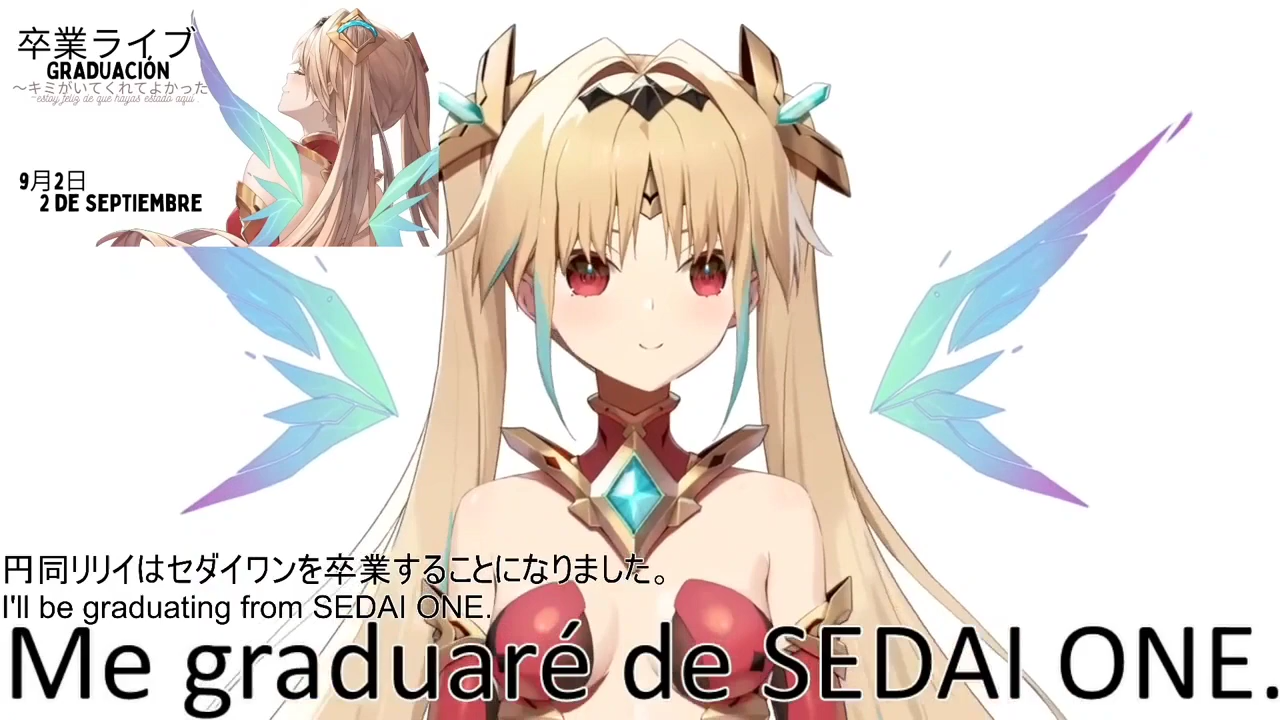 卒業ライブ
GRADUACIÓN
～キミがいてくれてよかった
-estoy feliz de que hayas estado aquí
9月2日
2 DE SEPTIEMBRE
円同リリイはセダイワンを卒業することになりました。
I'll be graduating from SEDAI ONE.
Me graduaré de SEDAI ONE.